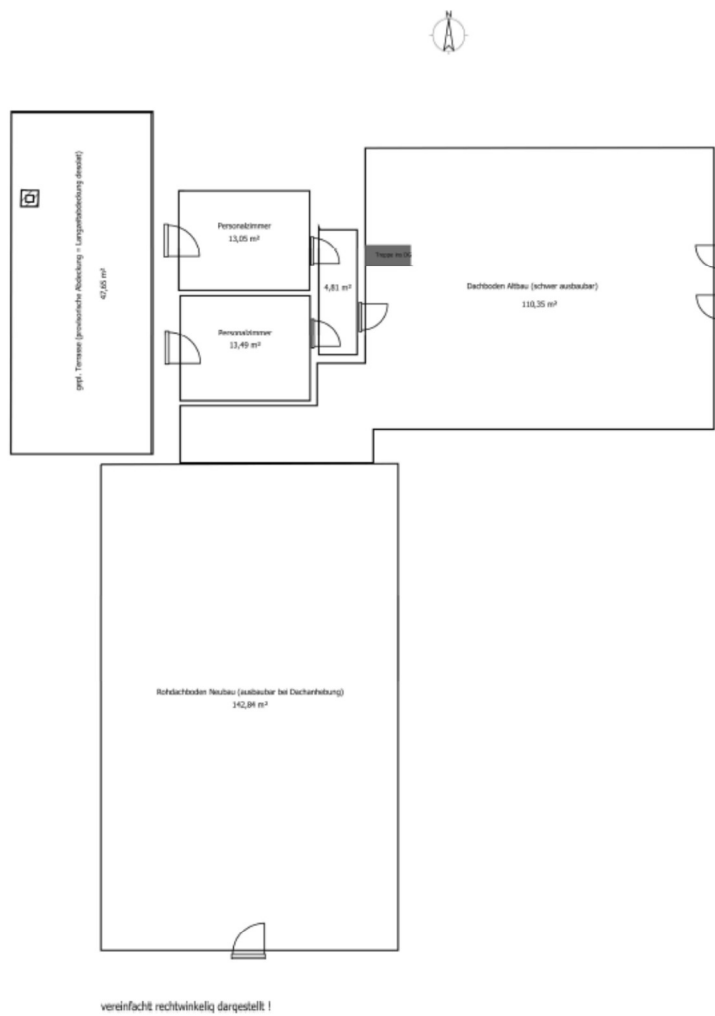 N
gepl. Terrasse (provisorische Abdeckung = Langzeitabdeckung desolat)
47,65 m²
Personalzimmer
13,05 m²
Personalzimmer
13,49 m²
4,81 m²
Treppe ins
Dachboden Altbau (schwer ausbaubar)
110,35 m²
Rohdachboden Neubau (ausbaubar bei Dachanhebung)
142,84 m²
vereinfacht rechtwinkelig dargestellt !